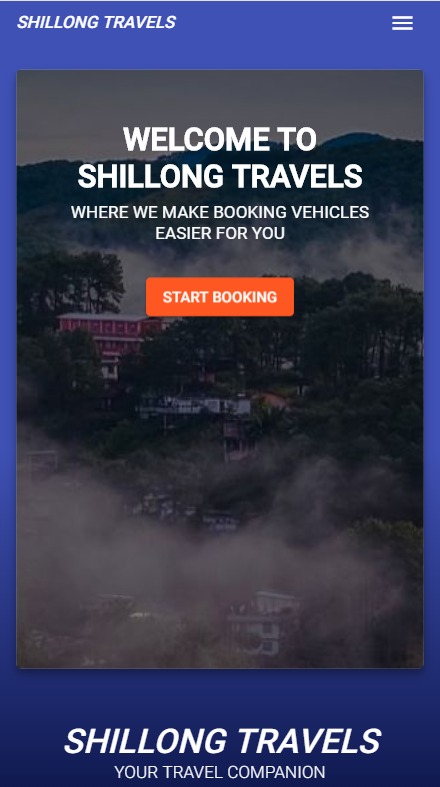 SHILLONG TRAVELS
WELCOME TO
SHILLONG TRAVELS
WHERE WE MAKE BOOKING VEHICLES
EASIER FOR YOU
START BOOKING
SHILLONG TRAVELS
YOUR TRAVEL COMPANION